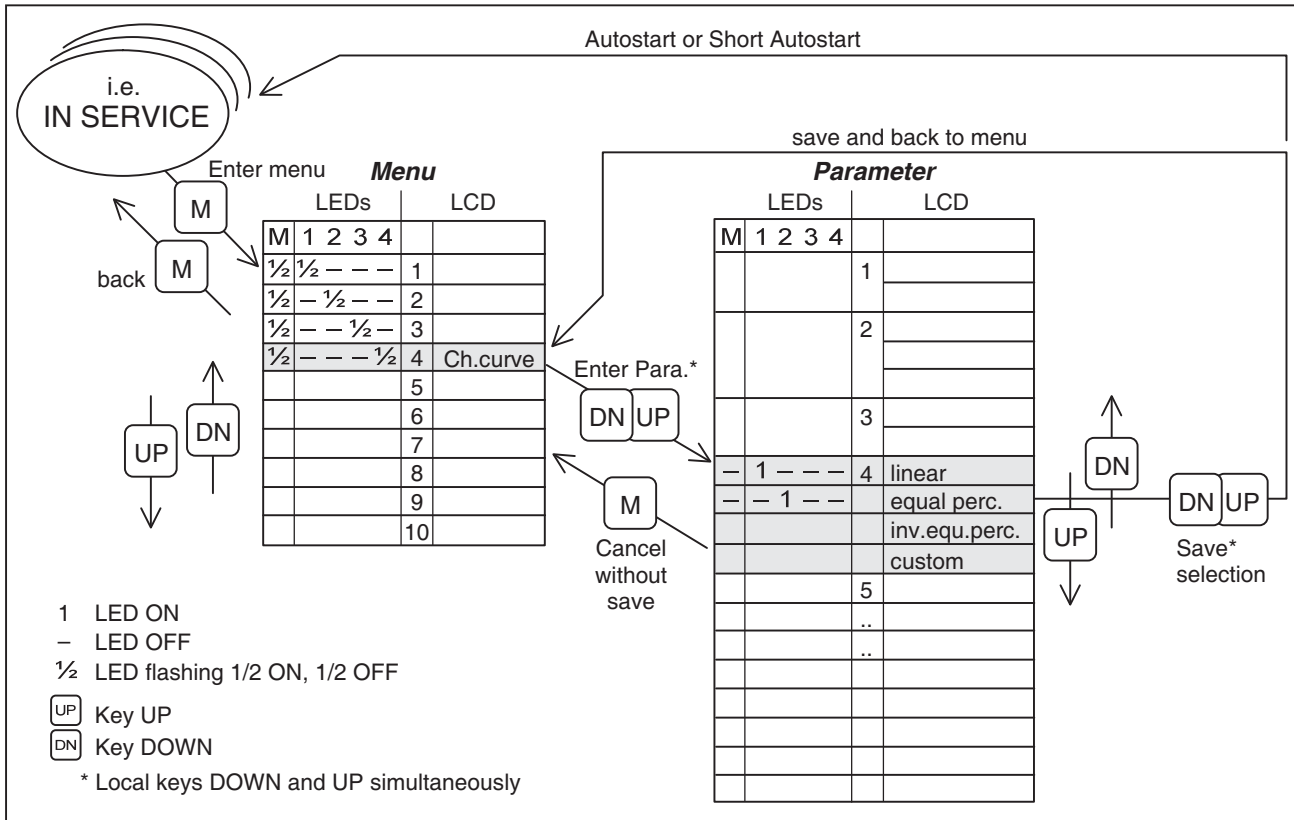 Autostart or Short Autostart
i.e.
IN SERVICE
save and back to menu
Enter menu
Menu
Parameter
LEDs LCD
LEDs LCD
M
M 1 2 3 4
M 1 2 3 4
back
M
½ ½ – – – 1
½ – ½ – – 2
½ – – ½ – 3
½ – – – ½ 4 Ch.curve
5
6
7
8
9
10
Enter Para.*
DN UP
UP
DN
M
Cancel
without
save
1
2
3
– 1 – – – 4 linear
– – 1 – – equal perc.
inv.equ.perc.
custom
5
..
..
DN
UP
DN UP
Save*
selection
1 LED ON
– LED OFF
½ LED flashing 1/2 ON, 1/2 OFF
UP Key UP
DN Key DOWN
* Local keys DOWN and UP simultaneously